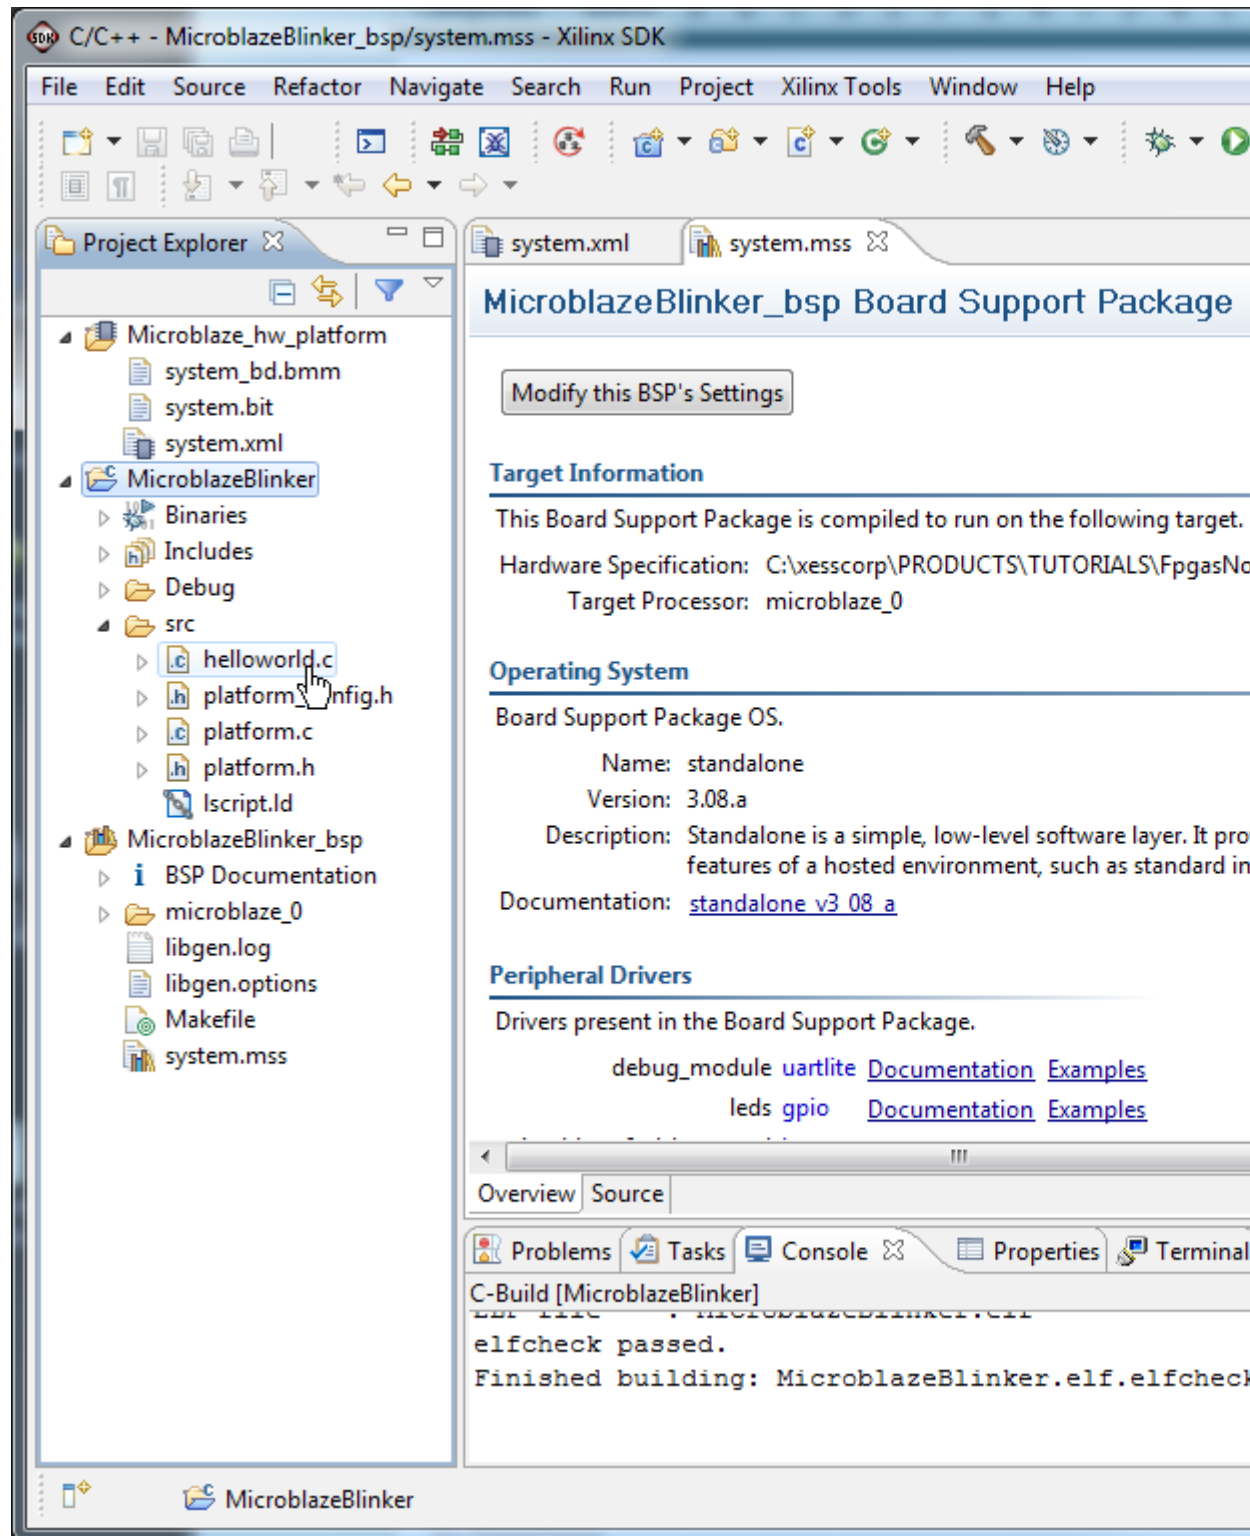 C/C++ - MicroblazeBlinker_bsp/system.mss - Xilinx SDK
File Edit Source Refactor Navigate Search Run Project Xilinx Tools Window Help
Project Explorer
Microblaze_hw_platform
system_bd.bmm
system.bit
system.xml
MicroblazeBlinker
Binaries
Includes
Debug
src
helloworld.c
platform_ nfig.h
platform.c
platform.h
lscript.ld
MicroblazeBlinker_bsp
BSP Documentation
microblaze_0
libgen.log
libgen.options
Makefile
system.mss
system.xml system.mss
MicroblazeBlinker_bsp Board Support Package
Modify this BSP's Settings
Target Information
This Board Support Package is compiled to run on the following target.
Hardware Specification: C:\xesscorp\PRODUCTS\TUTORIALS\FpgasNo
Target Processor: microblaze_0
Operating System
Board Support Package OS.
Name: standalone
Version: 3.08.a
Description: Standalone is a simple, low-level software layer. It pro
features of a hosted environment, such as standard in
Documentation: standalone_v3_08_a
Peripheral Drivers
Drivers present in the Board Support Package.
debug_module uartlite Documentation Examples
leds gpio Documentation Examples
Overview Source
Problems Tasks Console Properties Terminal
C-Build [MicroblazeBlinker]
elfcheck passed.
Finished building: MicroblazeBlinker.elf.elfcheck
MicroblazeBlinker